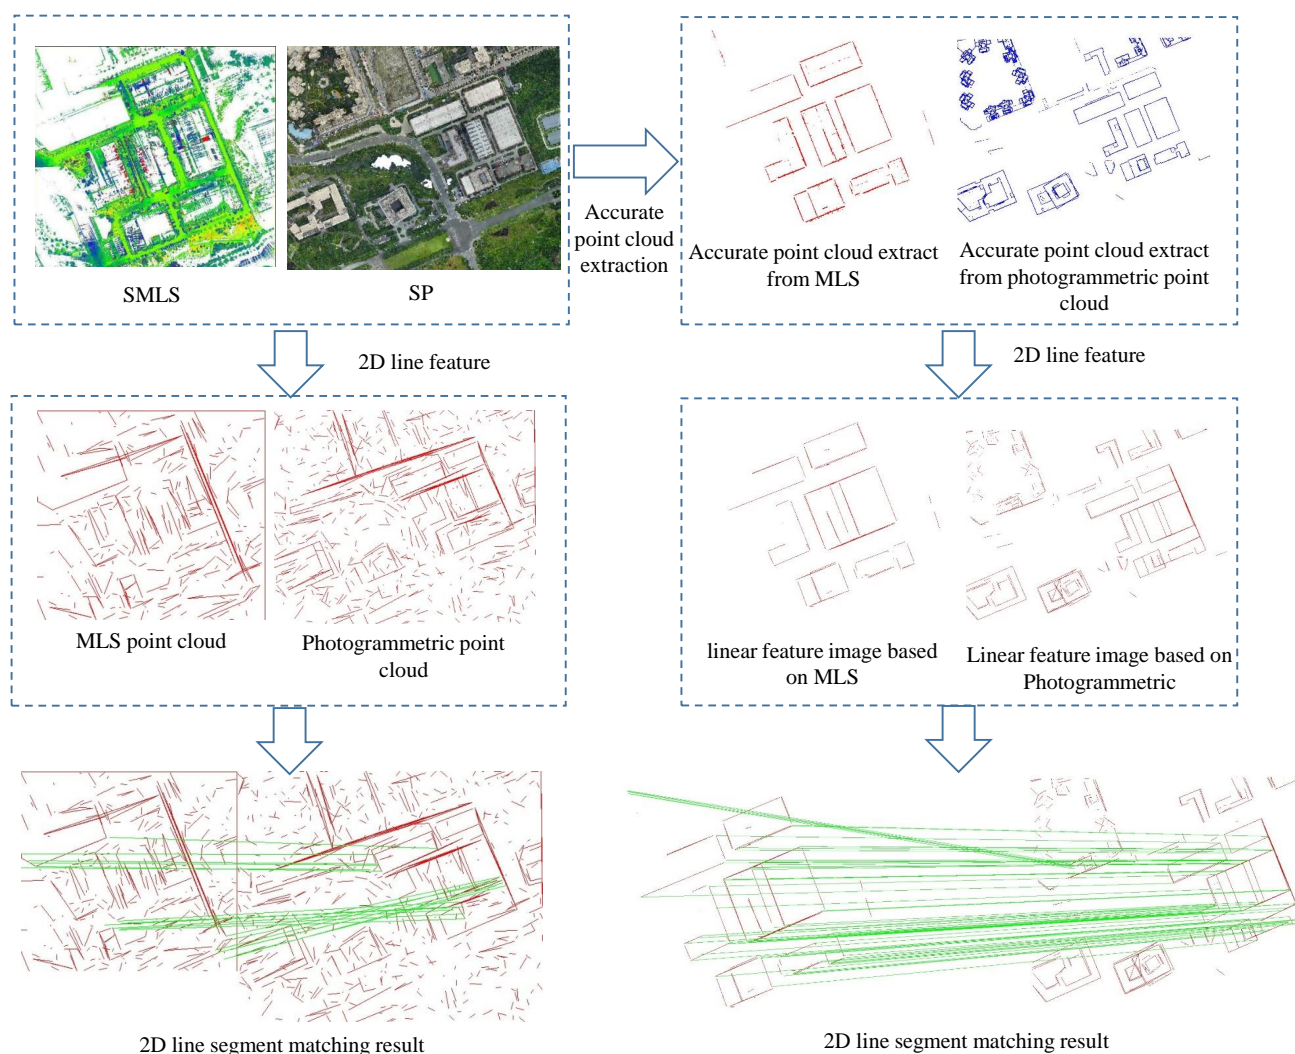 SMLS
SP
Accurate
point cloud
extraction
Accurate point cloud extract
from MLS
Accurate point cloud extract
from photogrammetric point
cloud
2D line feature
2D line feature
MLS point cloud
Photogrammetric point
cloud
linear feature image based
on MLS
Linear feature image based on
Photogrammetric
2D line segment matching result
2D line segment matching result